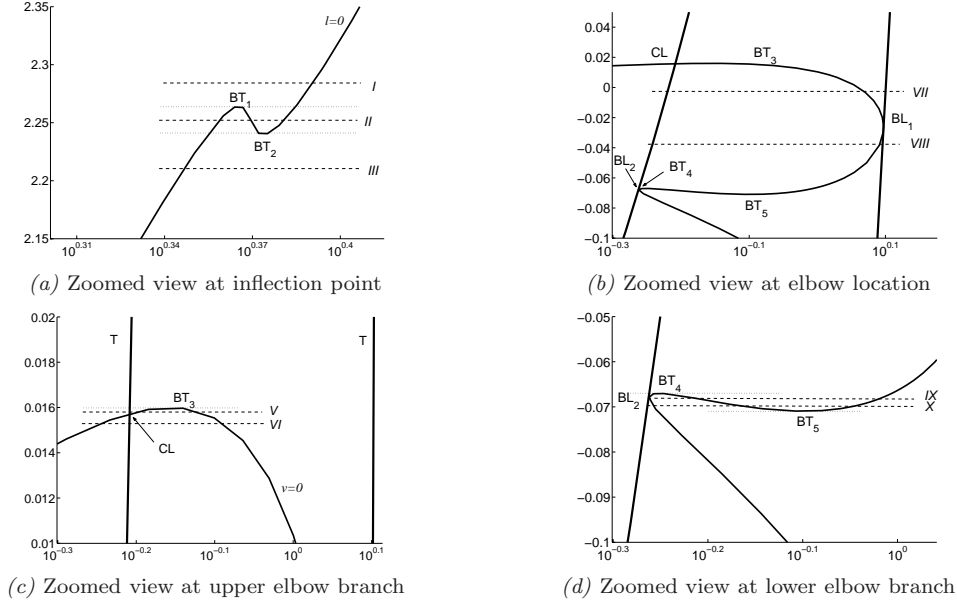 2.35
2.3
2.25
2.2
2.15
10^0.31
10^0.34
10^0.37
10^0.4
l=0
I
BT1
II
BT2
III
(a) Zoomed view at inflection point
0.04
0.02
0
−0.02
−0.04
−0.06
−0.08
−0.1
10^−0.3
10^−0.1
10^0.1
CL
BT3
VII
BL1
VIII
BL2
BT4
BT5
(b) Zoomed view at elbow location
0.02
0.018
0.016
0.014
0.012
0.01
10^−0.3
10^−0.2
10^−0.1
10^0
10^0.1
T
T
BT3
V
VI
CL
v=0
(c) Zoomed view at upper elbow branch
−0.05
−0.06
−0.07
−0.08
−0.09
−0.1
10^−0.3
10^−0.2
10^−0.1
10^0
BT4
IX
BL2
X
BT5
(d) Zoomed view at lower elbow branch